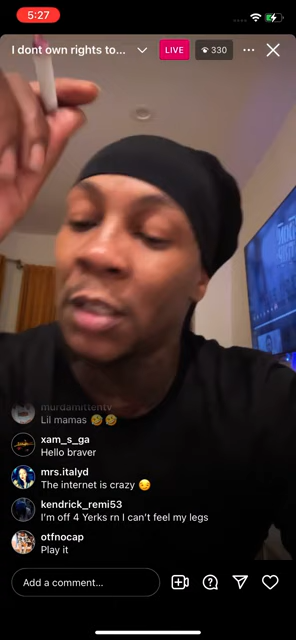 5:27
I dont own rights to...
LIVE
330
murdamittentv
Lil mamas 🤣🤣
xam_s_ga
Hello braver
mrs.italyd
The internet is crazy 😏
kendrick_remi53
I'm off 4 Yerks rn I can't feel my legs
otfnocap
Play it
Add a comment...